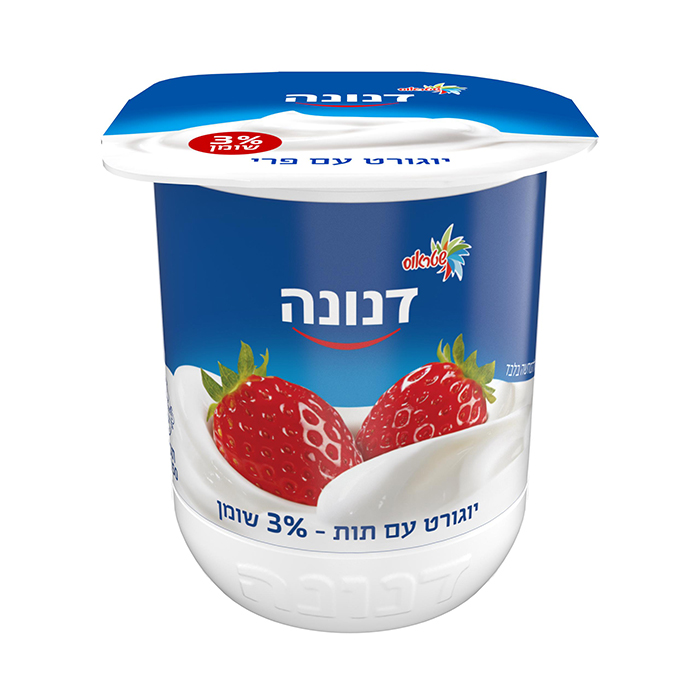 דנונה
3%
שומן
יוגורט עם פרי
שטראוס
דנונה
יוגורט עם תות - 3% שומן
דנונה